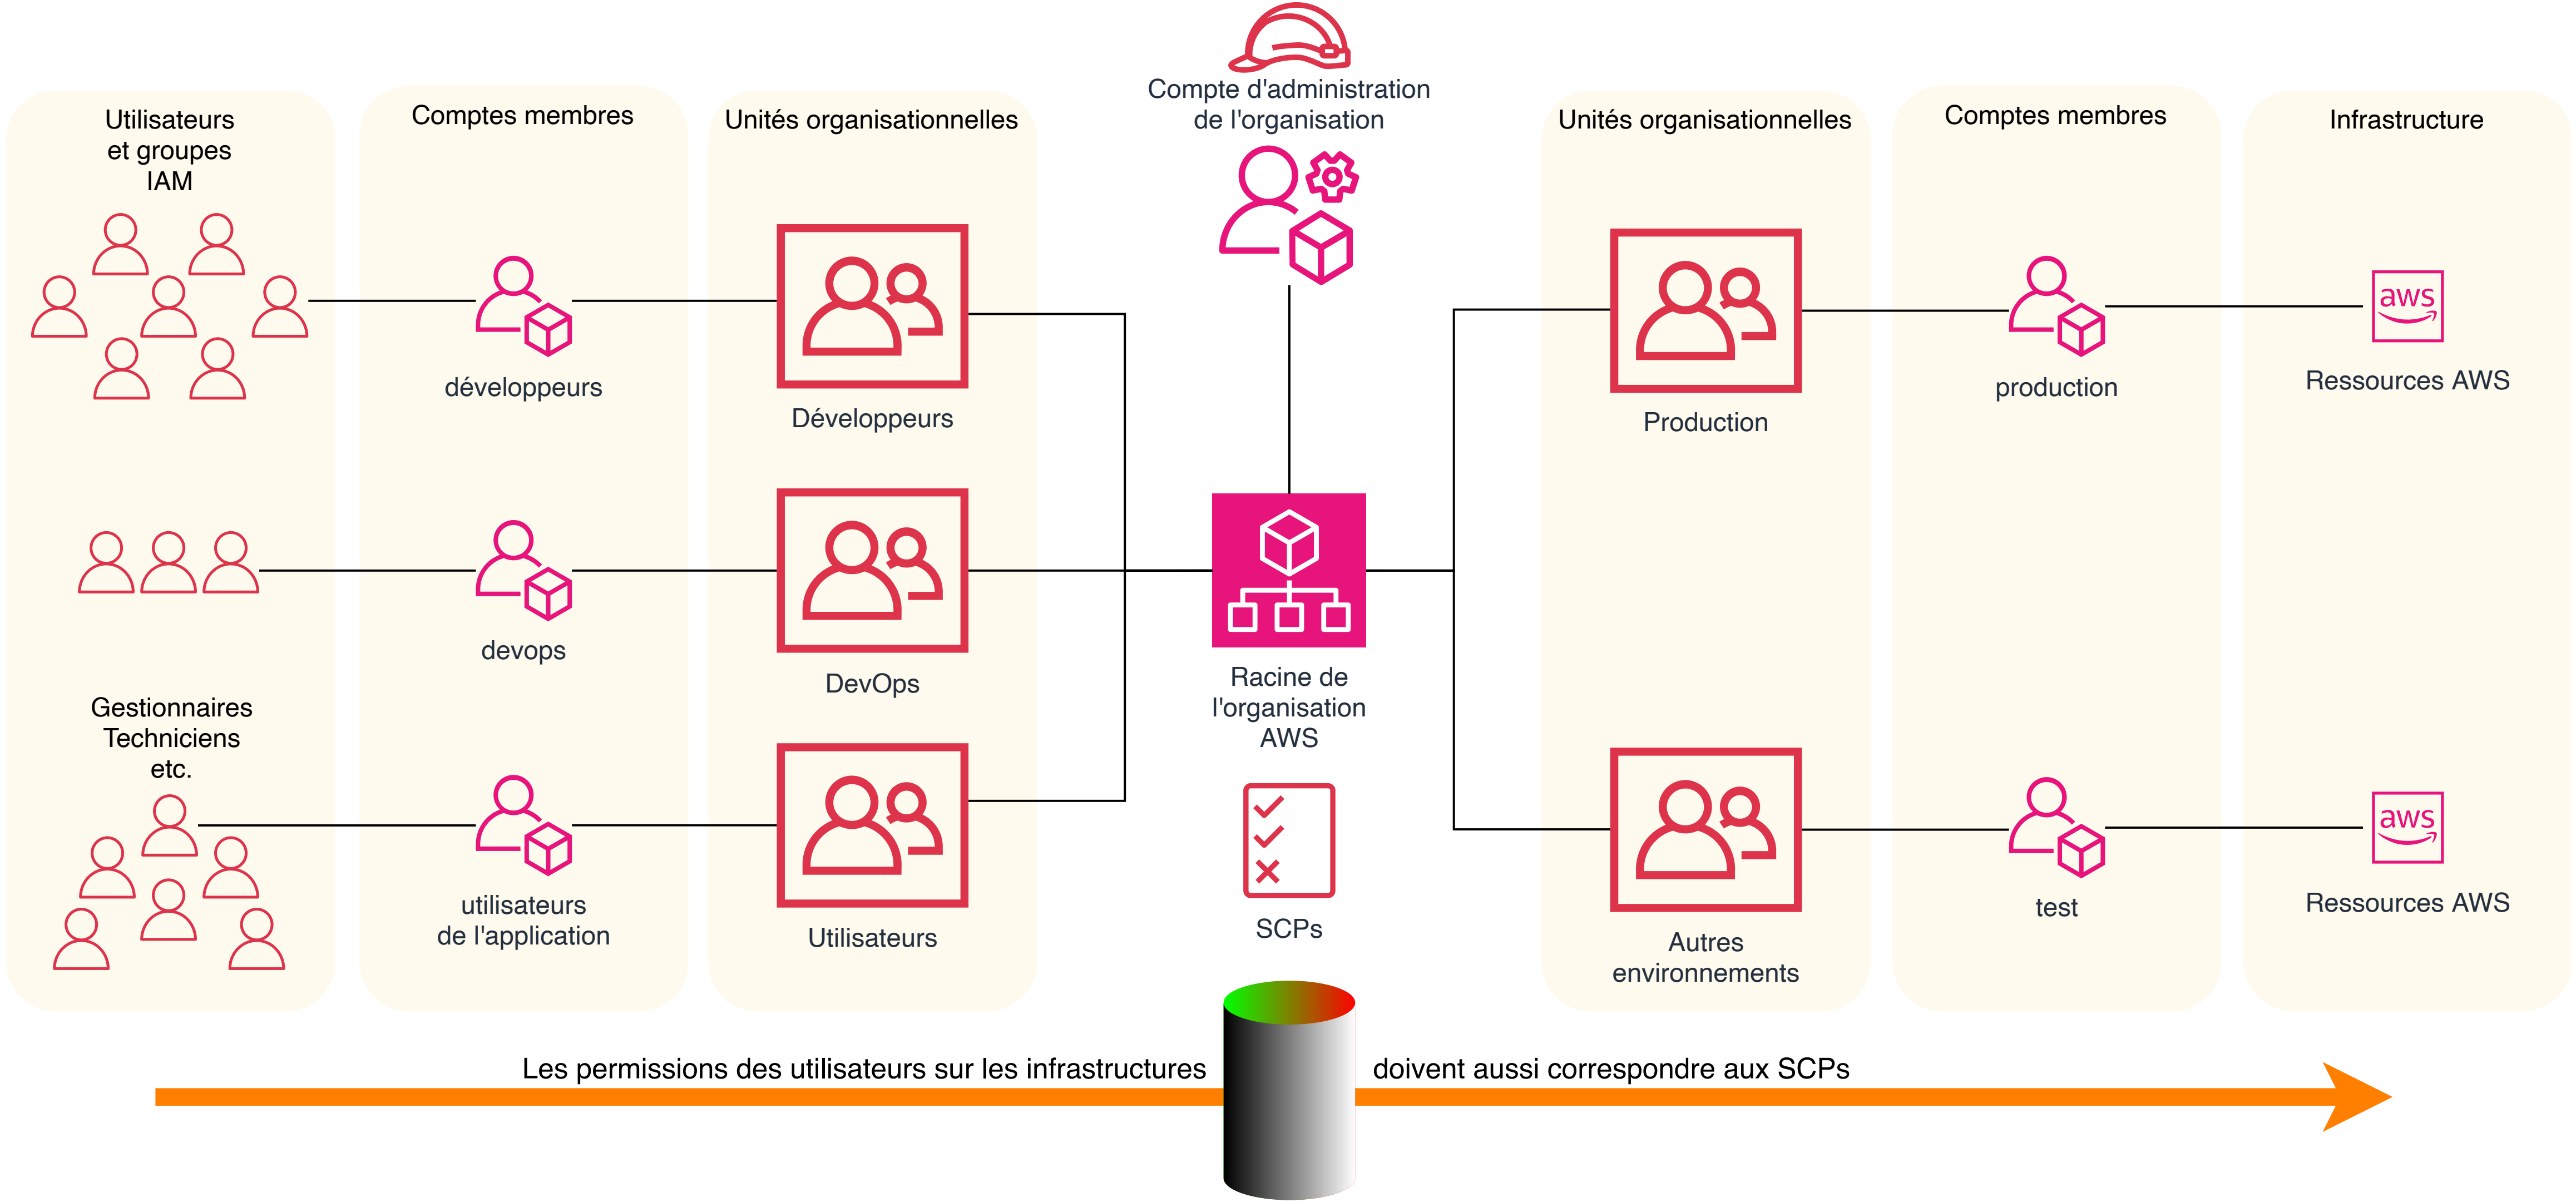 Compte d'administration
de l'organisation
Utilisateurs
et groupes
IAM
Comptes membres
Unités organisationnelles
Unités organisationnelles
Comptes membres
Infrastructure
développeurs
Développeurs
Production
production
aws
Ressources AWS
devops
DevOps
Racine de
l'organisation
AWS
Gestionnaires
Techniciens
etc.
utilisateurs
de l'application
Utilisateurs
SCPs
Autres
environnements
test
aws
Ressources AWS
Les permissions des utilisateurs sur les infrastructures
doivent aussi correspondre aux SCPs